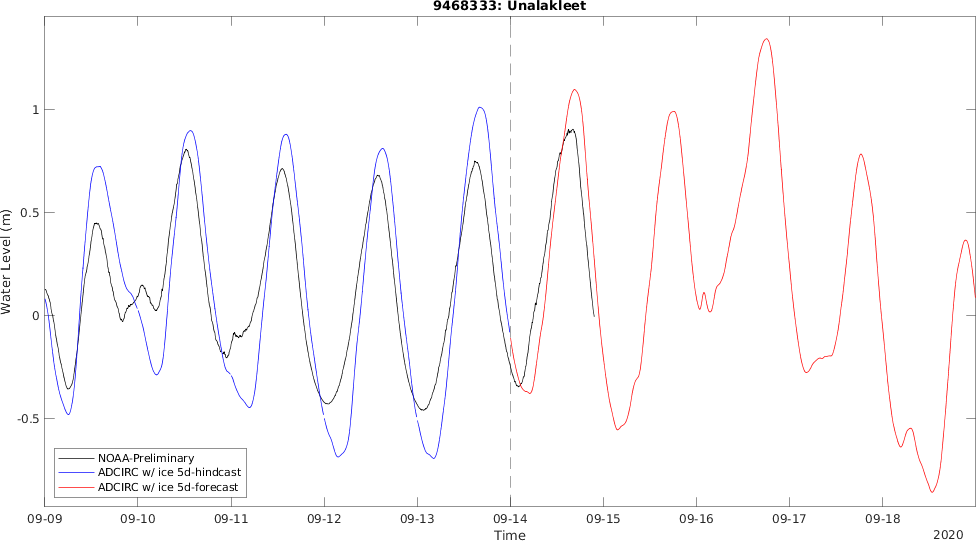 9468333: Unalakleet
Water Level (m)
1
0.5
0
-0.5
NOAA-Preliminary
ADCIRC w/ ice 5d-hindcast
ADCIRC w/ ice 5d-forecast
09-09 09-10 09-11 09-12 09-13 09-14 09-15 09-16 09-17 09-18
Time
2020